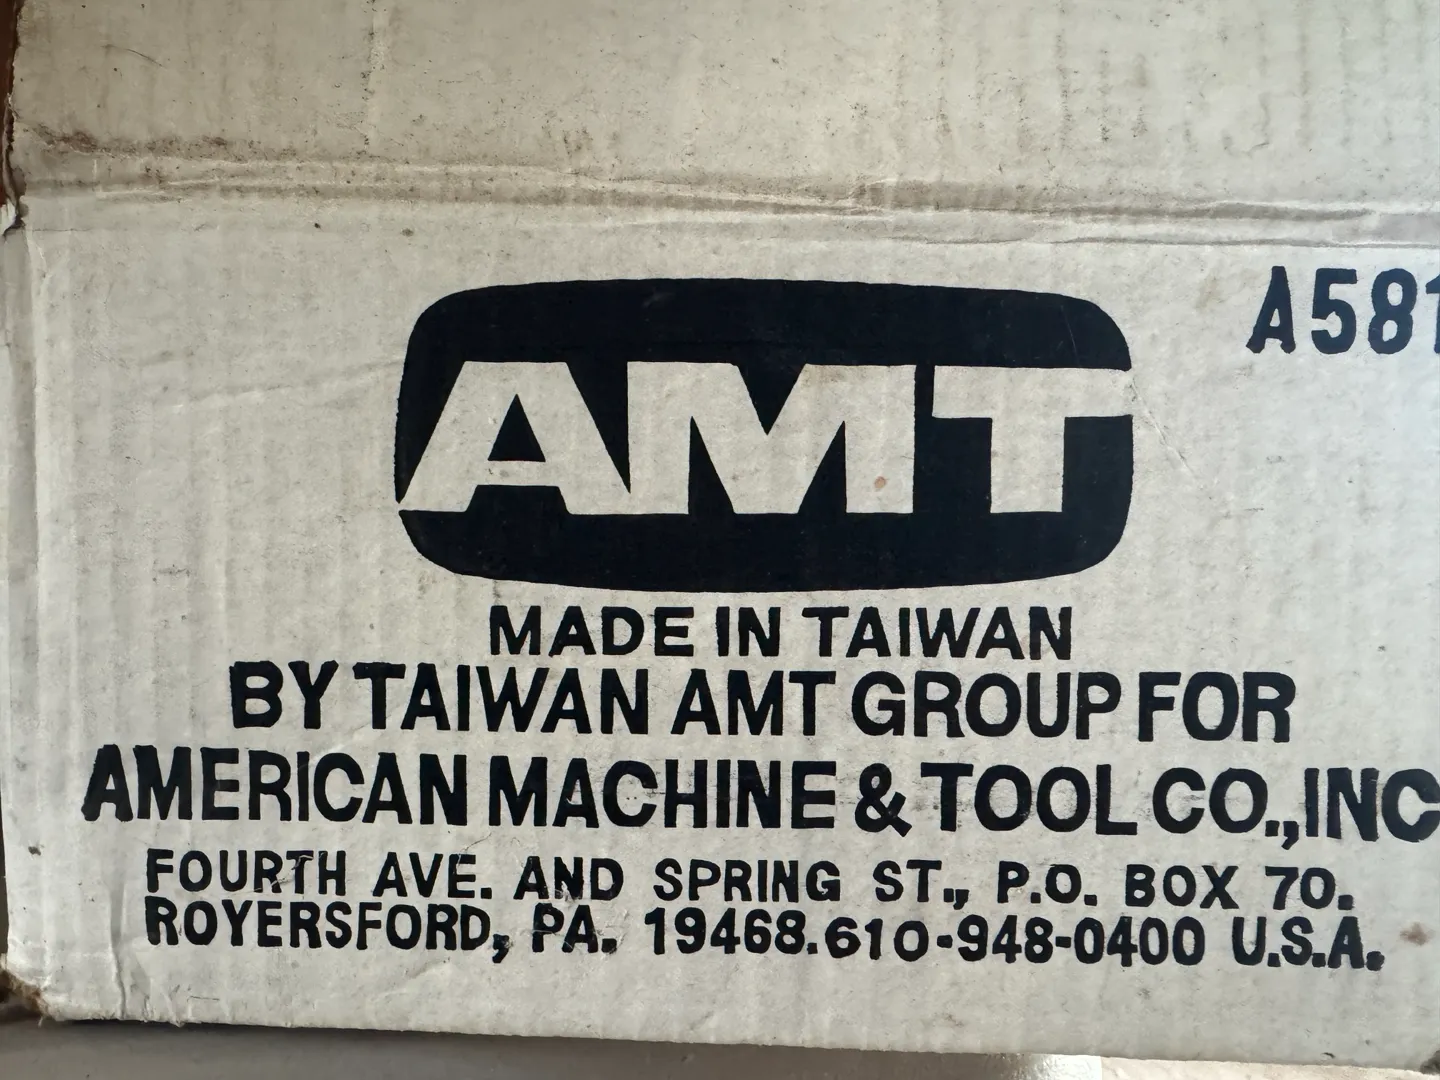 A581
AMT
MADE IN TAIWAN
BY TAIWAN AMT GROUP FOR
AMERICAN MACHINE & TOOL CO.,INC
FOURTH AVE. AND SPRING ST., P.O. BOX 70.
ROYERSFORD, PA. 19468.610-948-0400 U.S.A.